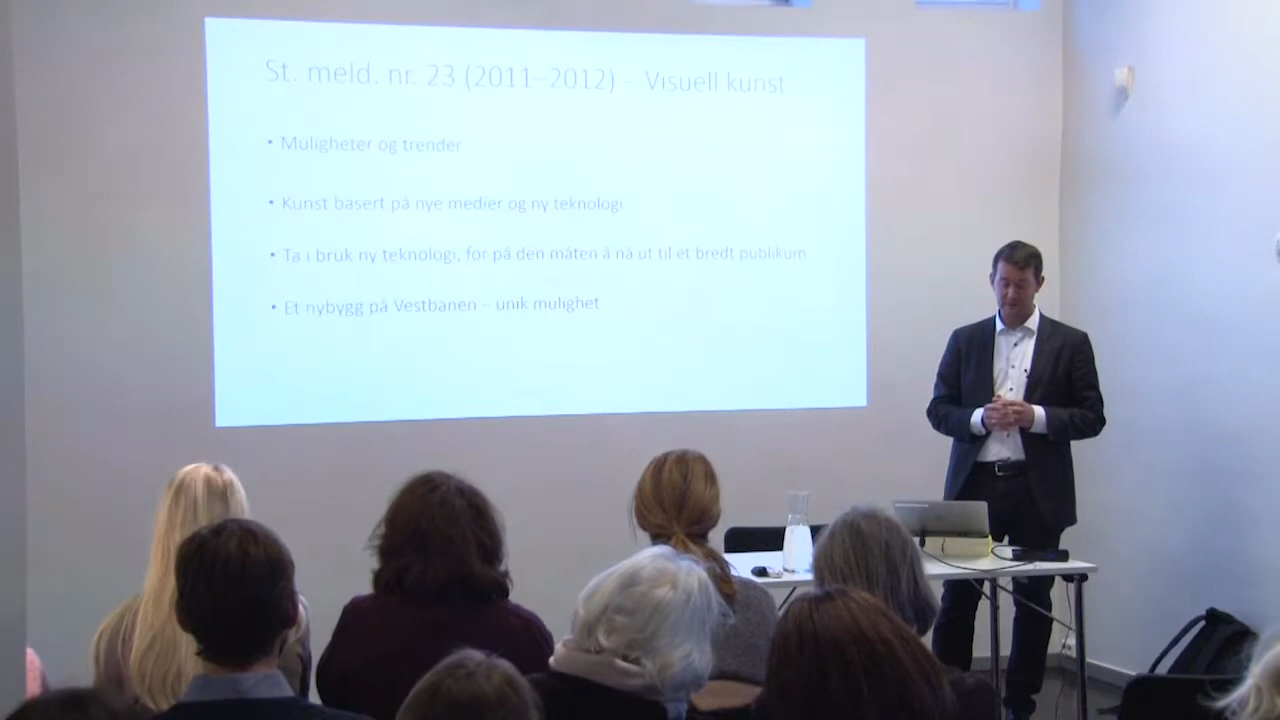 St. meld. nr. 23 (2011–2012) - Visuell kunst
• Muligheter og trender
• Kunst basert på nye medier og ny teknologi
• Ta i bruk ny teknologi, for på den måten å nå ut til et bredt publikum
• Et nybygg på Vestbanen – unik mulighet